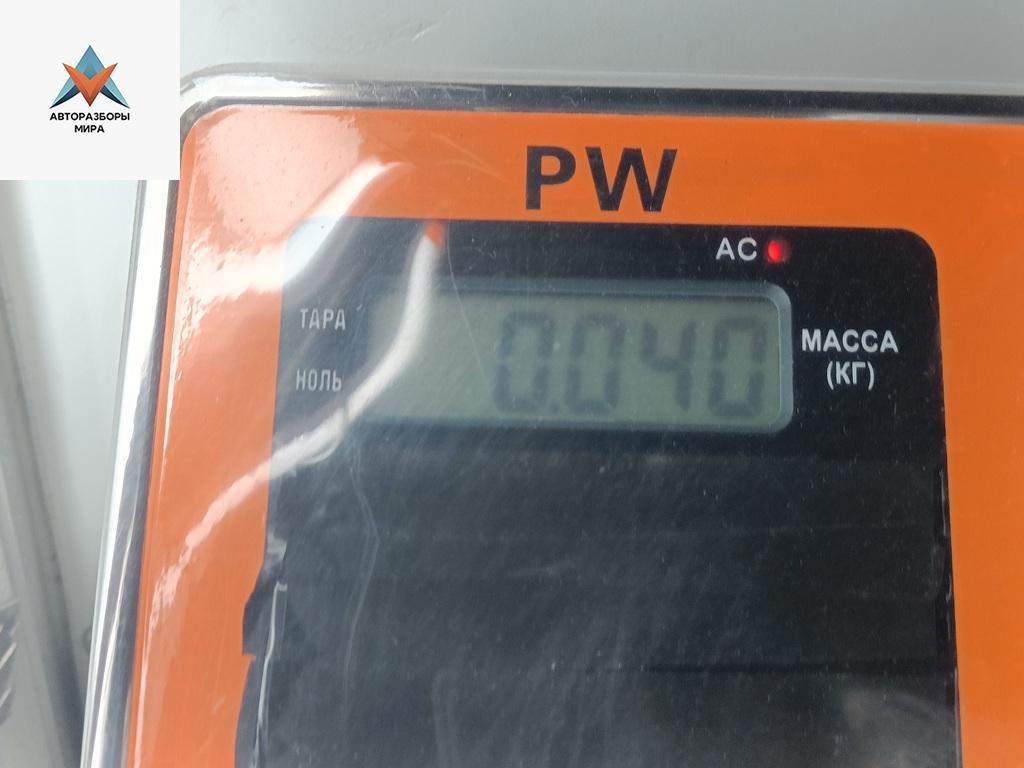 АВТОРАЗБОРЫ
МИРА
PW
AC
ТАРА
0.040
МАССА
(КГ)
НОЛЬ